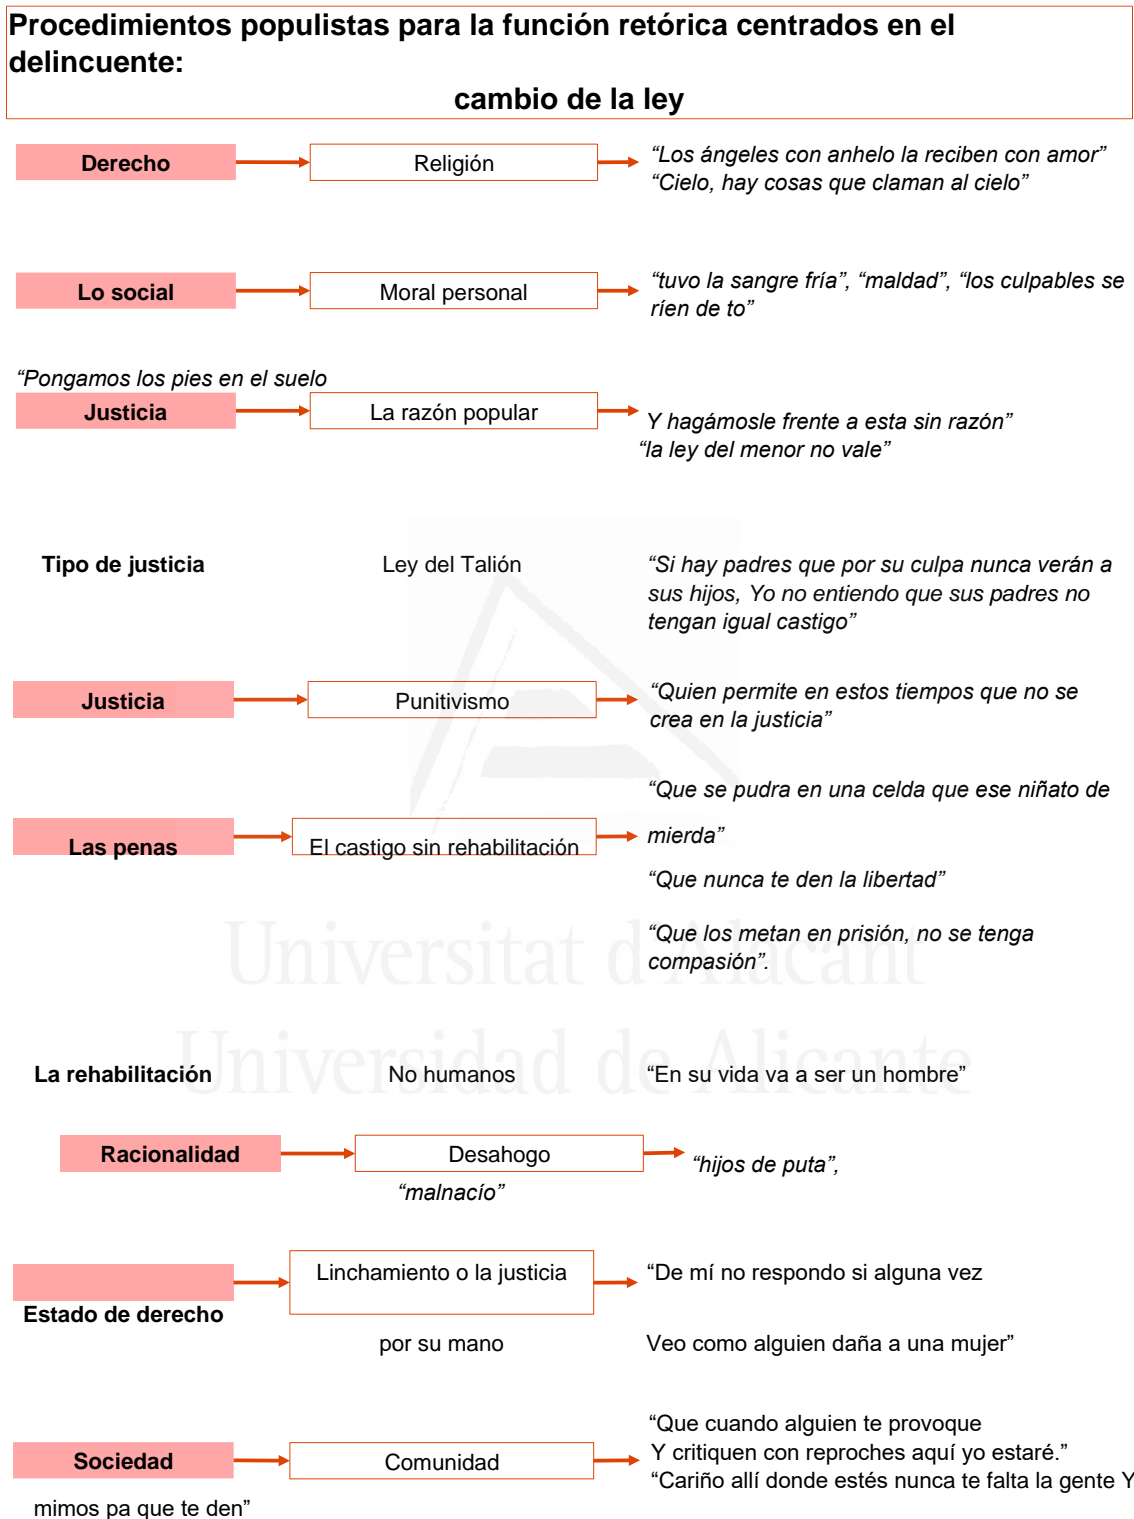 Procedimientos populistas para la función retórica centrados en el
delincuente:
cambio de la ley
Derecho
Religión
“Los ángeles con anhelo la reciben con amor”
“Cielo, hay cosas que claman al cielo”
Lo social
Moral personal
“tuvo la sangre fría”, “maldad”, “los culpables se
ríen de to”
“Pongamos los pies en el suelo
Justicia
La razón popular
Y hagámosle frente a esta sin razón”
“la ley del menor no vale”
Tipo de justicia
Ley del Talión
“Si hay padres que por su culpa nunca verán a
sus hijos, Yo no entiendo que sus padres no
tengan igual castigo”
Justicia
Punitivismo
“Quien permite en estos tiempos que no se
crea en la justicia”
“Que se pudra en una celda que ese niñato de
Las penas
El castigo sin rehabilitación
mierda”
“Que nunca te den la libertad”
“Que los metan en prisión, no se tenga
compasión”.
Universitat d'Alacant
Universidad de Alicante
La rehabilitación
No humanos
“En su vida va a ser un hombre”
Racionalidad
Desahogo
“hijos de puta”,
“malnacío”
Linchamiento o la justicia
“De mí no respondo si alguna vez
Estado de derecho
por su mano
Veo como alguien daña a una mujer”
“Que cuando alguien te provoque
Sociedad
Comunidad
Y critiquen con reproches aquí yo estaré.”
“Cariño allí donde estés nunca te falta la gente Y
mimos pa que te den”